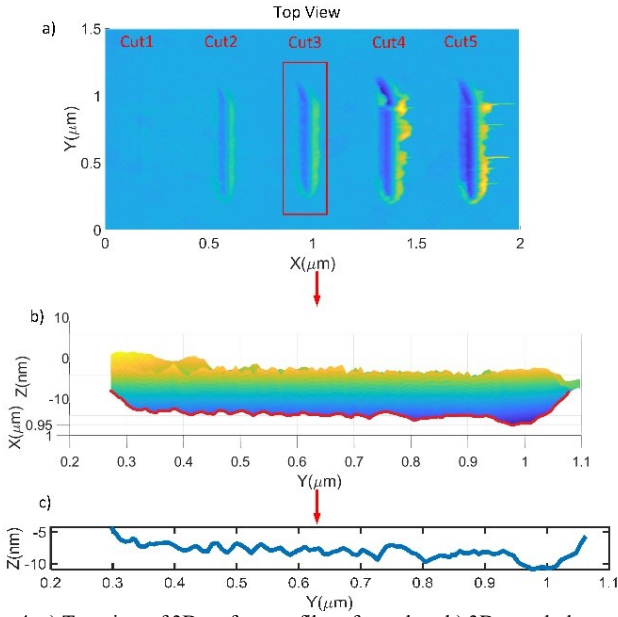 Top View
a)
Cut1 Cut2 Cut3 Cut4 Cut5
1.5
1
0.5
0
Y(μm)
0 0.5 1 1.5 2
X(μm)
b)
10
0
-10
Z(nm)
X(μm)
0.95
1
0.2 0.3 0.4 0.5 0.6 0.7 0.8 0.9 1 1.1
Y(μm)
c)
-5
-10
Z(nm)
0.2 0.3 0.4 0.5 0.6 0.7 0.8 0.9 1 1.1
Y(μm)